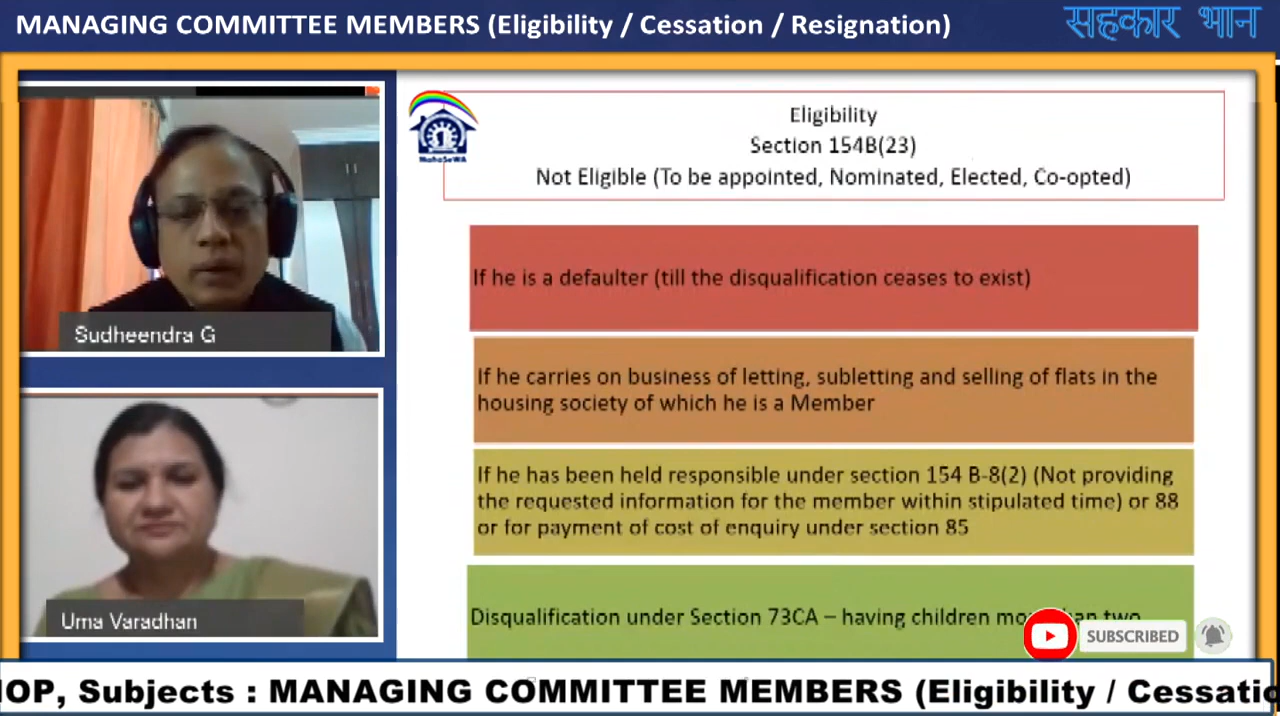 MANAGING COMMITTEE MEMBERS (Eligibility / Cessation / Resignation)
सहकार भान
MahaSeWA
Eligibility
Section 154B(23)
Not Eligible (To be appointed, Nominated, Elected, Co-opted)
If he is a defaulter (till the disqualification ceases to exist)
If he carries on business of letting, subletting and selling of flats in the
housing society of which he is a Member
If he has been held responsible under section 154 B-8(2) (Not providing
the requested information for the member within stipulated time) or 88
or for payment of cost of enquiry under section 85
Disqualification under Section 73CA – having children more than two
SUBSCRIBED
Sudheendra G
Uma Varadhan
IOP, Subjects : MANAGING COMMITTEE MEMBERS (Eligibility / Cessatio